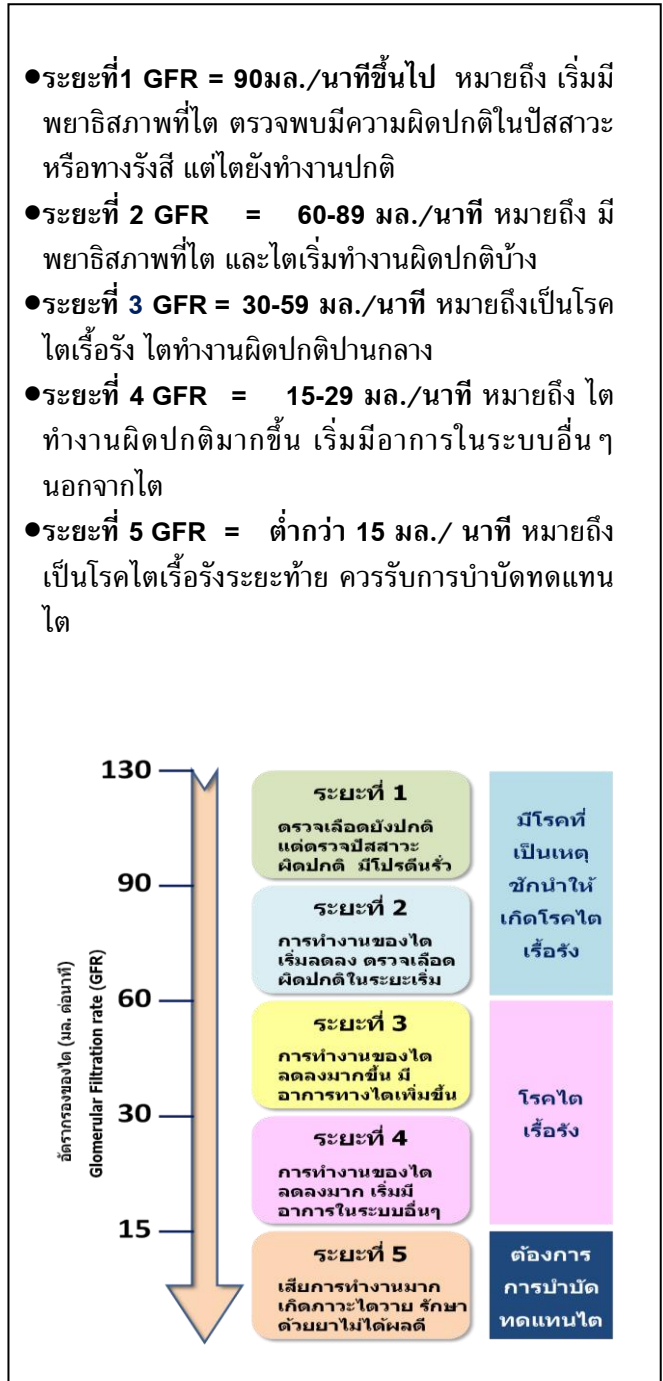 ●ระยะที่1 GFR = 90มล./นาทีขึ้นไป หมายถึง เริ่มมี
พยาธิสภาพที่ไต ตรวจพบมีความผิดปกติในปัสสาวะ
หรือทางรังสี แต่ไตยังทำงานปกติ
●ระยะที่ 2 GFR = 60-89 มล./นาที หมายถึง มี
พยาธิสภาพที่ไต และไตเริ่มทำงานผิดปกติบ้าง
●ระยะที่ 3 GFR = 30-59 มล./นาที หมายถึงเป็นโรค
ไตเรื้อรัง ไตทำงานผิดปกติปานกลาง
●ระยะที่ 4 GFR = 15-29 มล./นาที หมายถึง ไต
ทำงานผิดปกติมากขึ้น เริ่มมีอาการในระบบอื่น ๆ
นอกจากไต
●ระยะที่ 5 GFR = ต่ำกว่า 15 มล./ นาที หมายถึง
เป็นโรคไตเรื้อรังระยะท้าย ควรรับการบำบัดทดแทน
ไต
อัตรากรองของไต (มล. ต่อนาที)
Glomerular Filtration rate (GFR)
130
90
60
30
15
ระยะที่ 1
ตรวจเลือดยังปกติ
แต่ตรวจปัสสาวะ
ผิดปกติ มีโปรตีนรั่ว
ระยะที่ 2
การทำงานของไต
เริ่มลดลง ตรวจเลือด
ผิดปกติในระยะเริ่ม
ระยะที่ 3
การทำงานของไต
ลดลงมากขึ้น มี
อาการทางไตเพิ่มขึ้น
ระยะที่ 4
การทำงานของไต
ลดลงมาก เริ่มมี
อาการในระบบอื่นๆ
ระยะที่ 5
เสียการทำงานมาก
เกิดภาวะไตวาย รักษา
ด้วยยาไม่ได้ผลดี
มีโรคที่
เป็นเหตุ
ชักนำให้
เกิดโรคไต
เรื้อรัง
โรคไต
เรื้อรัง
ต้องการ
การบำบัด
ทดแทนไต